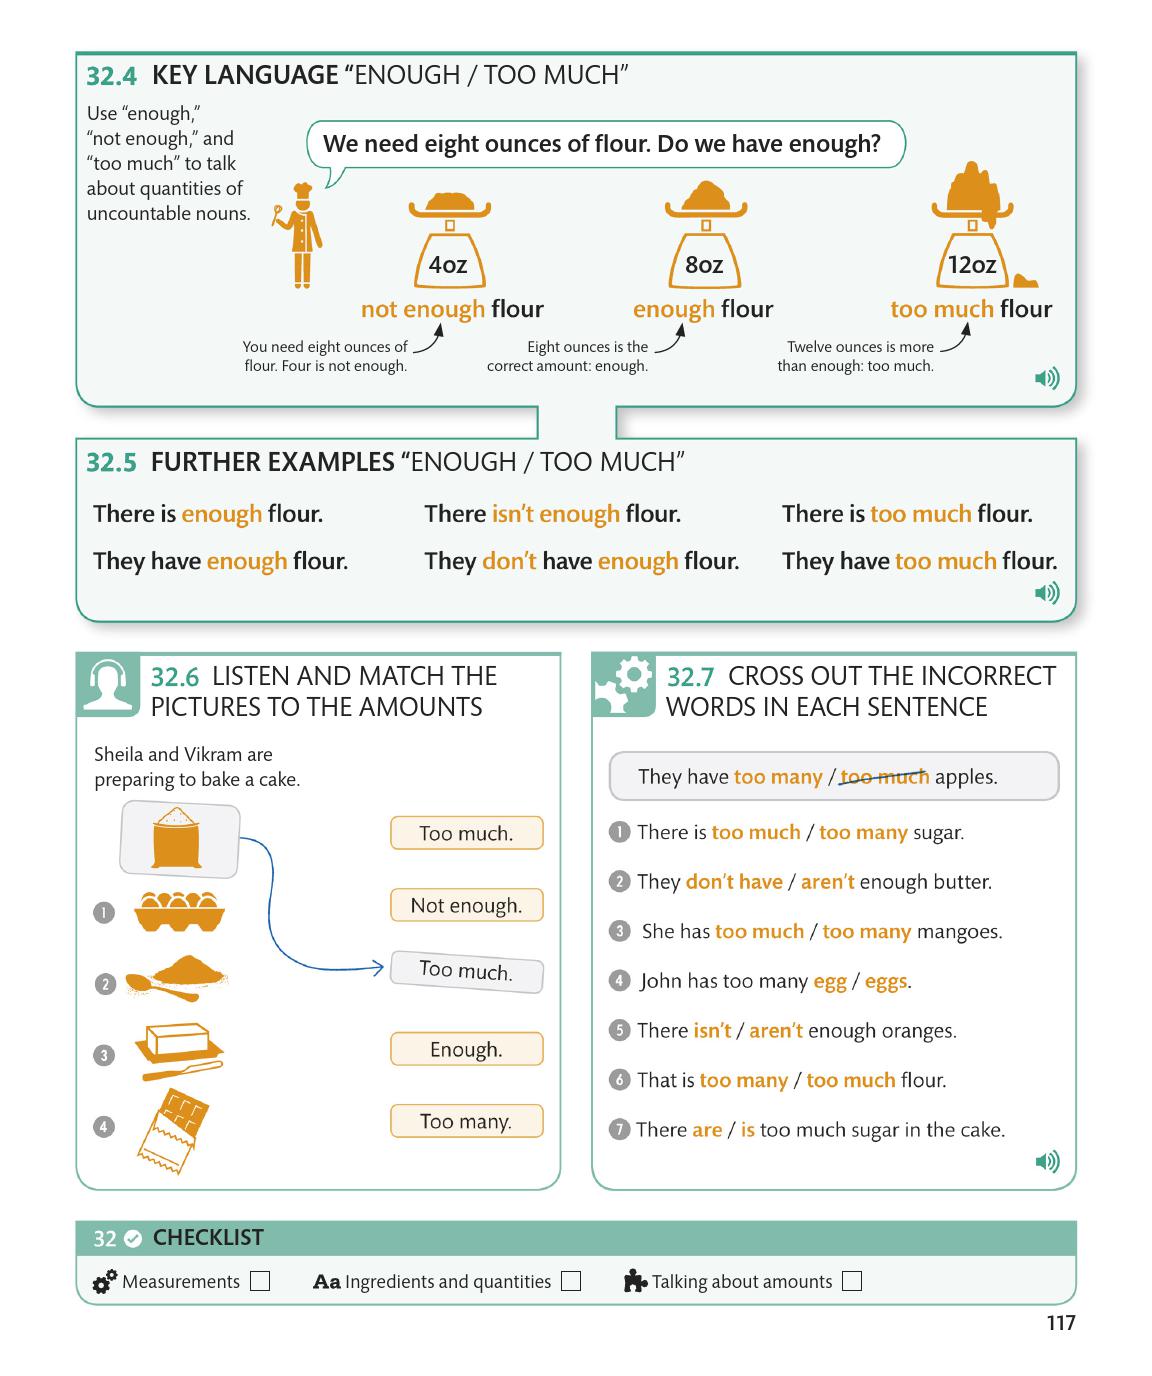 32.4 KEY LANGUAGE “ENOUGH / TOO MUCH”
Use “enough,”
“not enough,” and
“too much” to talk
about quantities of
uncountable nouns.
We need eight ounces of flour. Do we have enough?
4oz
8oz
12oz
not enough flour
enough flour
too much flour
You need eight ounces of
flour. Four is not enough.
Eight ounces is the
correct amount: enough.
Twelve ounces is more
than enough: too much.
32.5 FURTHER EXAMPLES “ENOUGH / TOO MUCH”
There is enough flour.
There isn’t enough flour.
There is too much flour.
They have enough flour.
They don’t have enough flour.
They have too much flour.
32.6 LISTEN AND MATCH THE
PICTURES TO THE AMOUNTS
Sheila and Vikram are
preparing to bake a cake.
Too much.
1
Not enough.
2
Too much.
3
Enough.
4
Too many.
32.7 CROSS OUT THE INCORRECT
WORDS IN EACH SENTENCE
They have too many / too much apples.
1 There is too much / too many sugar.
2 They don’t have / aren’t enough butter.
3 She has too much / too many mangoes.
4 John has too many egg / eggs.
5 There isn’t / aren’t enough oranges.
6 That is too many / too much flour.
7 There are / is too much sugar in the cake.
32 CHECKLIST
Measurements
Aa Ingredients and quantities
Talking about amounts
117